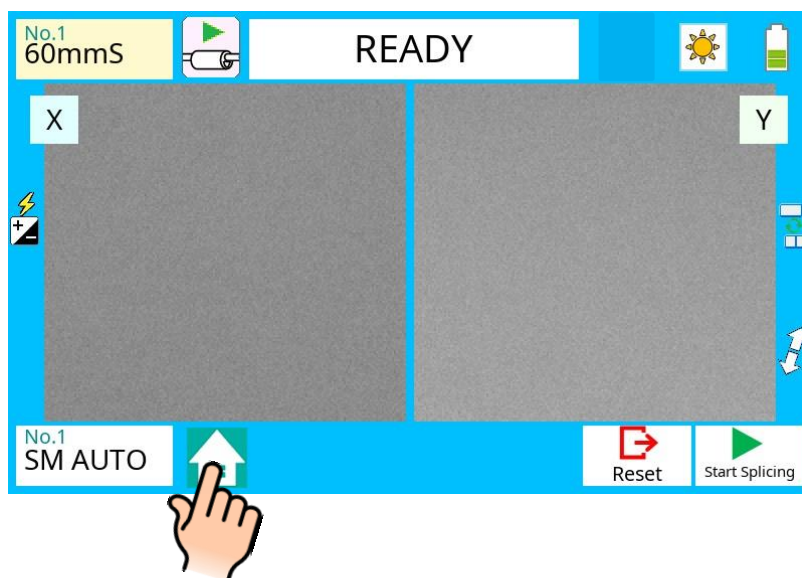 No.1
60mmS
READY
X
Y
No.1
SM AUTO
Reset
Start Splicing